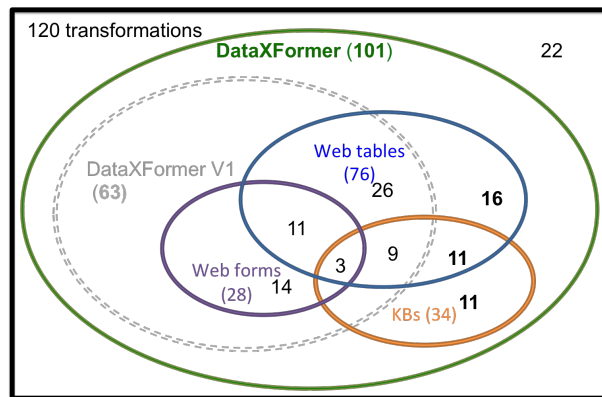 120 transformations
DataXFormer (101)
22
Web tables
(76)
DataXFormer V1
(63)
26
16
11
9
11
3
Web forms
(28)
14
11
KBs (34)